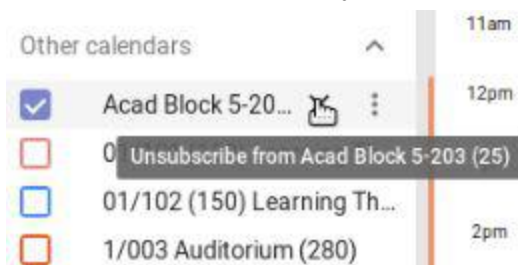 11am
Other calendars
12pm
Acad Block 5-20...
0
Unsubscribe from Acad Block 5-203 (25)
01/102 (150) Learning Th...
2pm
1/003 Auditorium (280)